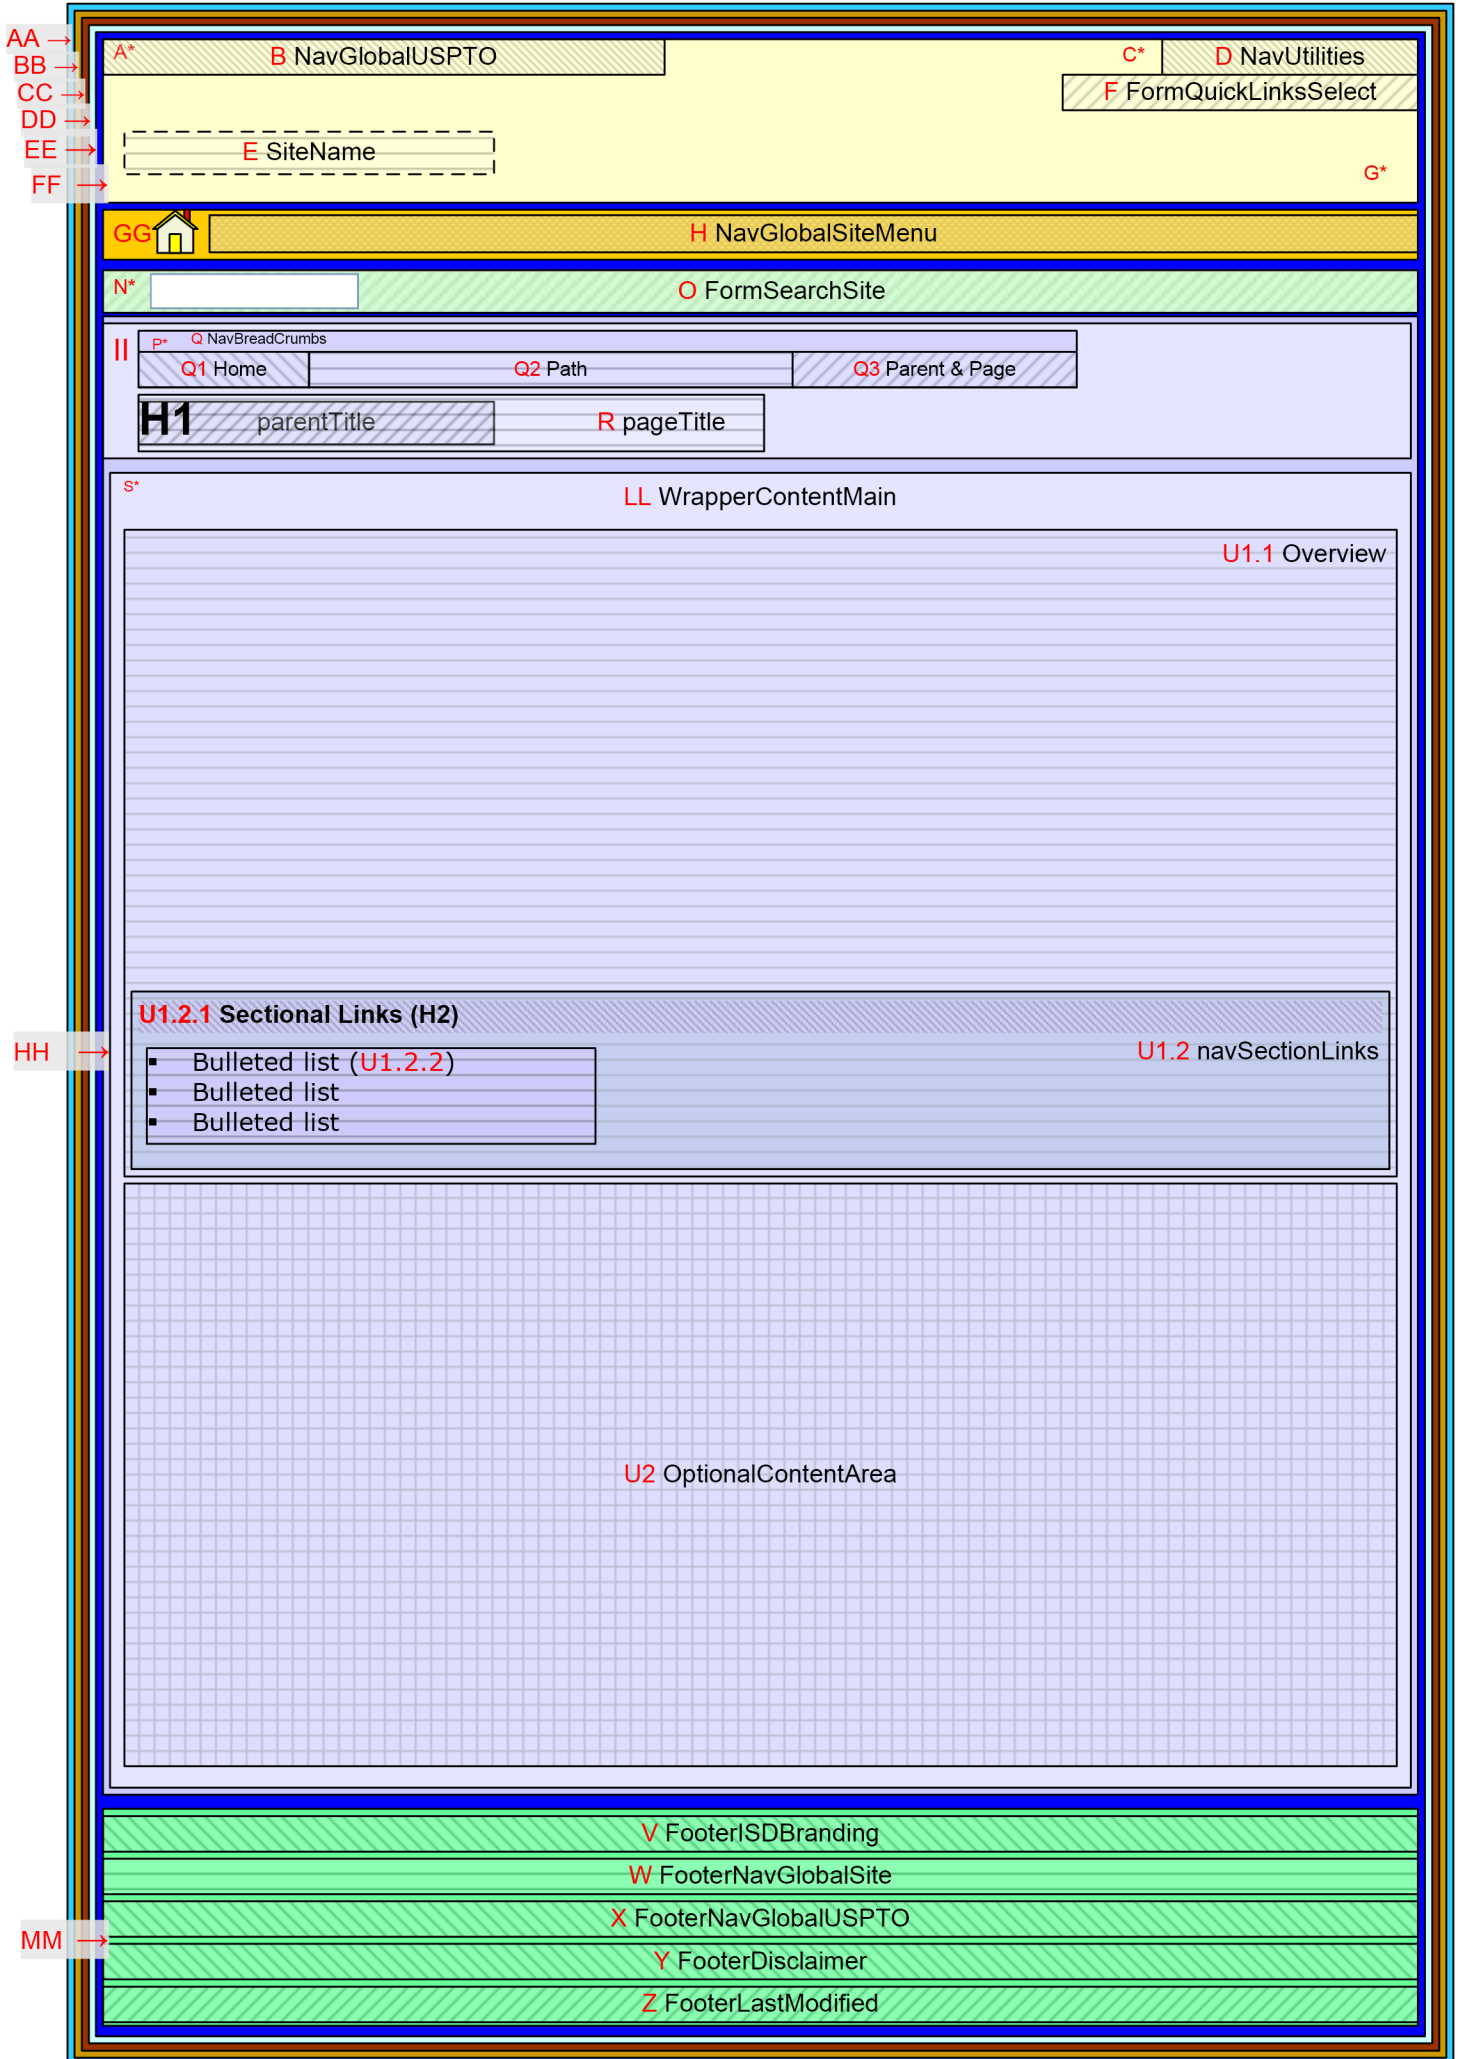 AA →
A*
B NavGlobalUSPTO
C*
D NavUtilities
BB →
CC →
F FormQuickLinksSelect
DD →
EE →
E SiteName
G*
FF →
GG
H NavGlobalSiteMenu
N*
O FormSearchSite
II
P*
Q NavBreadCrumbs
Q1 Home
Q2 Path
Q3 Parent & Page
H1
parentTitle
R pageTitle
S*
LL WrapperContentMain
U1.1 Overview
U1.2.1 Sectional Links (H2)
HH →
U1.2 navSectionLinks
▪ Bulleted list (U1.2.2)
▪ Bulleted list
▪ Bulleted list
U2 OptionalContentArea
V FooterISDBranding
W FooterNavGlobalSite
X FooterNavGlobalUSPTO
MM →
Y FooterDisclaimer
Z FooterLastModified